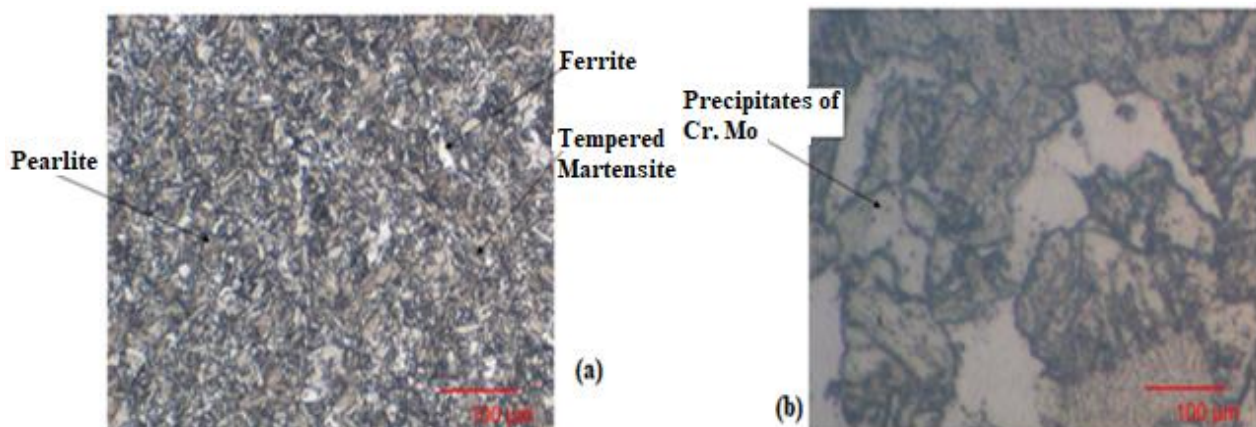 Ferrite
Pearlite
Tempered
Martensite
(a)
100 µm
Precipitates of
Cr. Mo
(b)
100 µm